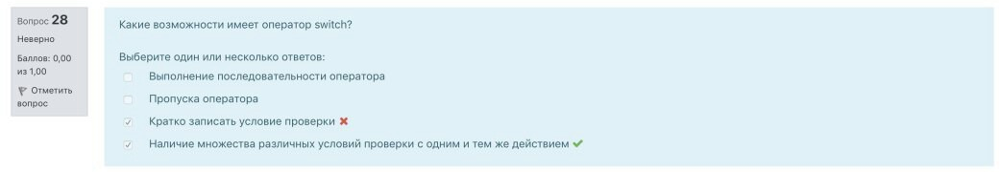 Вопрос 28
Неверно
Баллов: 0,00
из 1,00
Отметить
вопрос
Какие возможности имеет оператор switch?
Выберите один или несколько ответов:
Выполнение последовательности оператора
Пропуска оператора
Кратко записать условие проверки
Наличие множества различных условий проверки с одним и тем же действием